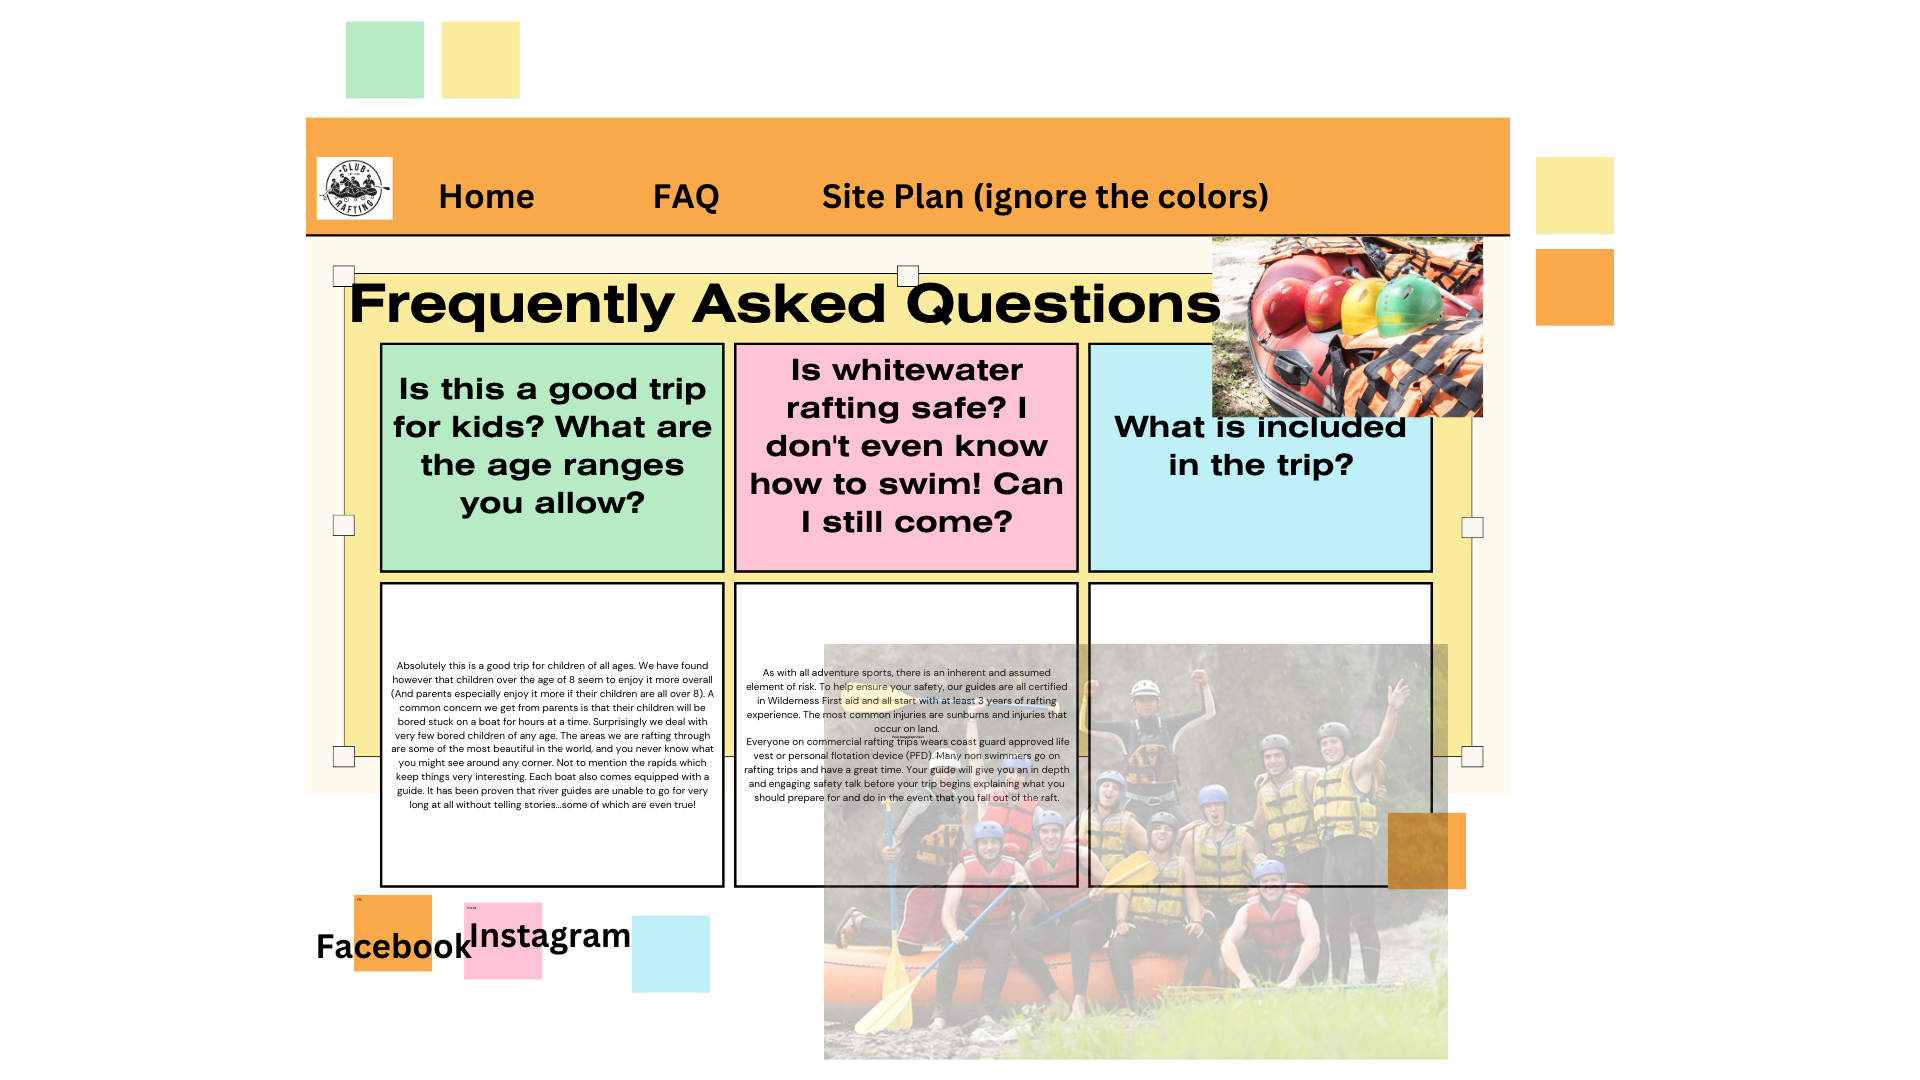 CLUB
RAFTING
Home
FAQ
Site Plan (ignore the colors)
Frequently Asked Questions
Is this a good trip
for kids? What are
the age ranges
you allow?
Is whitewater
rafting safe? I
don't even know
how to swim! Can
I still come?
What is included
in the trip?
Absolutely this is a good trip for children of all ages. We have found
however that children over the age of 8 seem to enjoy it more overall
(And parents especially enjoy it more if their children are all over 8). A
common concern we get from parents is that their children will be
bored stuck on a boat for hours at a time. Surprisingly we deal with
very few bored children of any age. The areas we are rafting through
are some of the most beautiful in the world, and you never know what
you might see around any corner. Not to mention the rapids which
keep things very interesting. Each boat also comes equipped with a
guide. It has been proven that river guides are unable to go for very
long at all without telling stories...some of which are even true!
As with all adventure sports, there is an inherent and assumed
element of risk. To help ensure your safety, our guides are all certified
in Wilderness First aid and all start with at least 3 years of rafting
experience. The most common injuries are sunburns and injuries that
occur on land.
Everyone on commercial rafting trips wears coast guard approved life
vest or personal flotation device (PFD). Many non swimmers go on
rafting trips and have a great time. Your guide will give you an in depth
and engaging safety talk before your trip begins explaining what you
should prepare for and do in the event that you fall out of the raft.
Facebook
Instagram